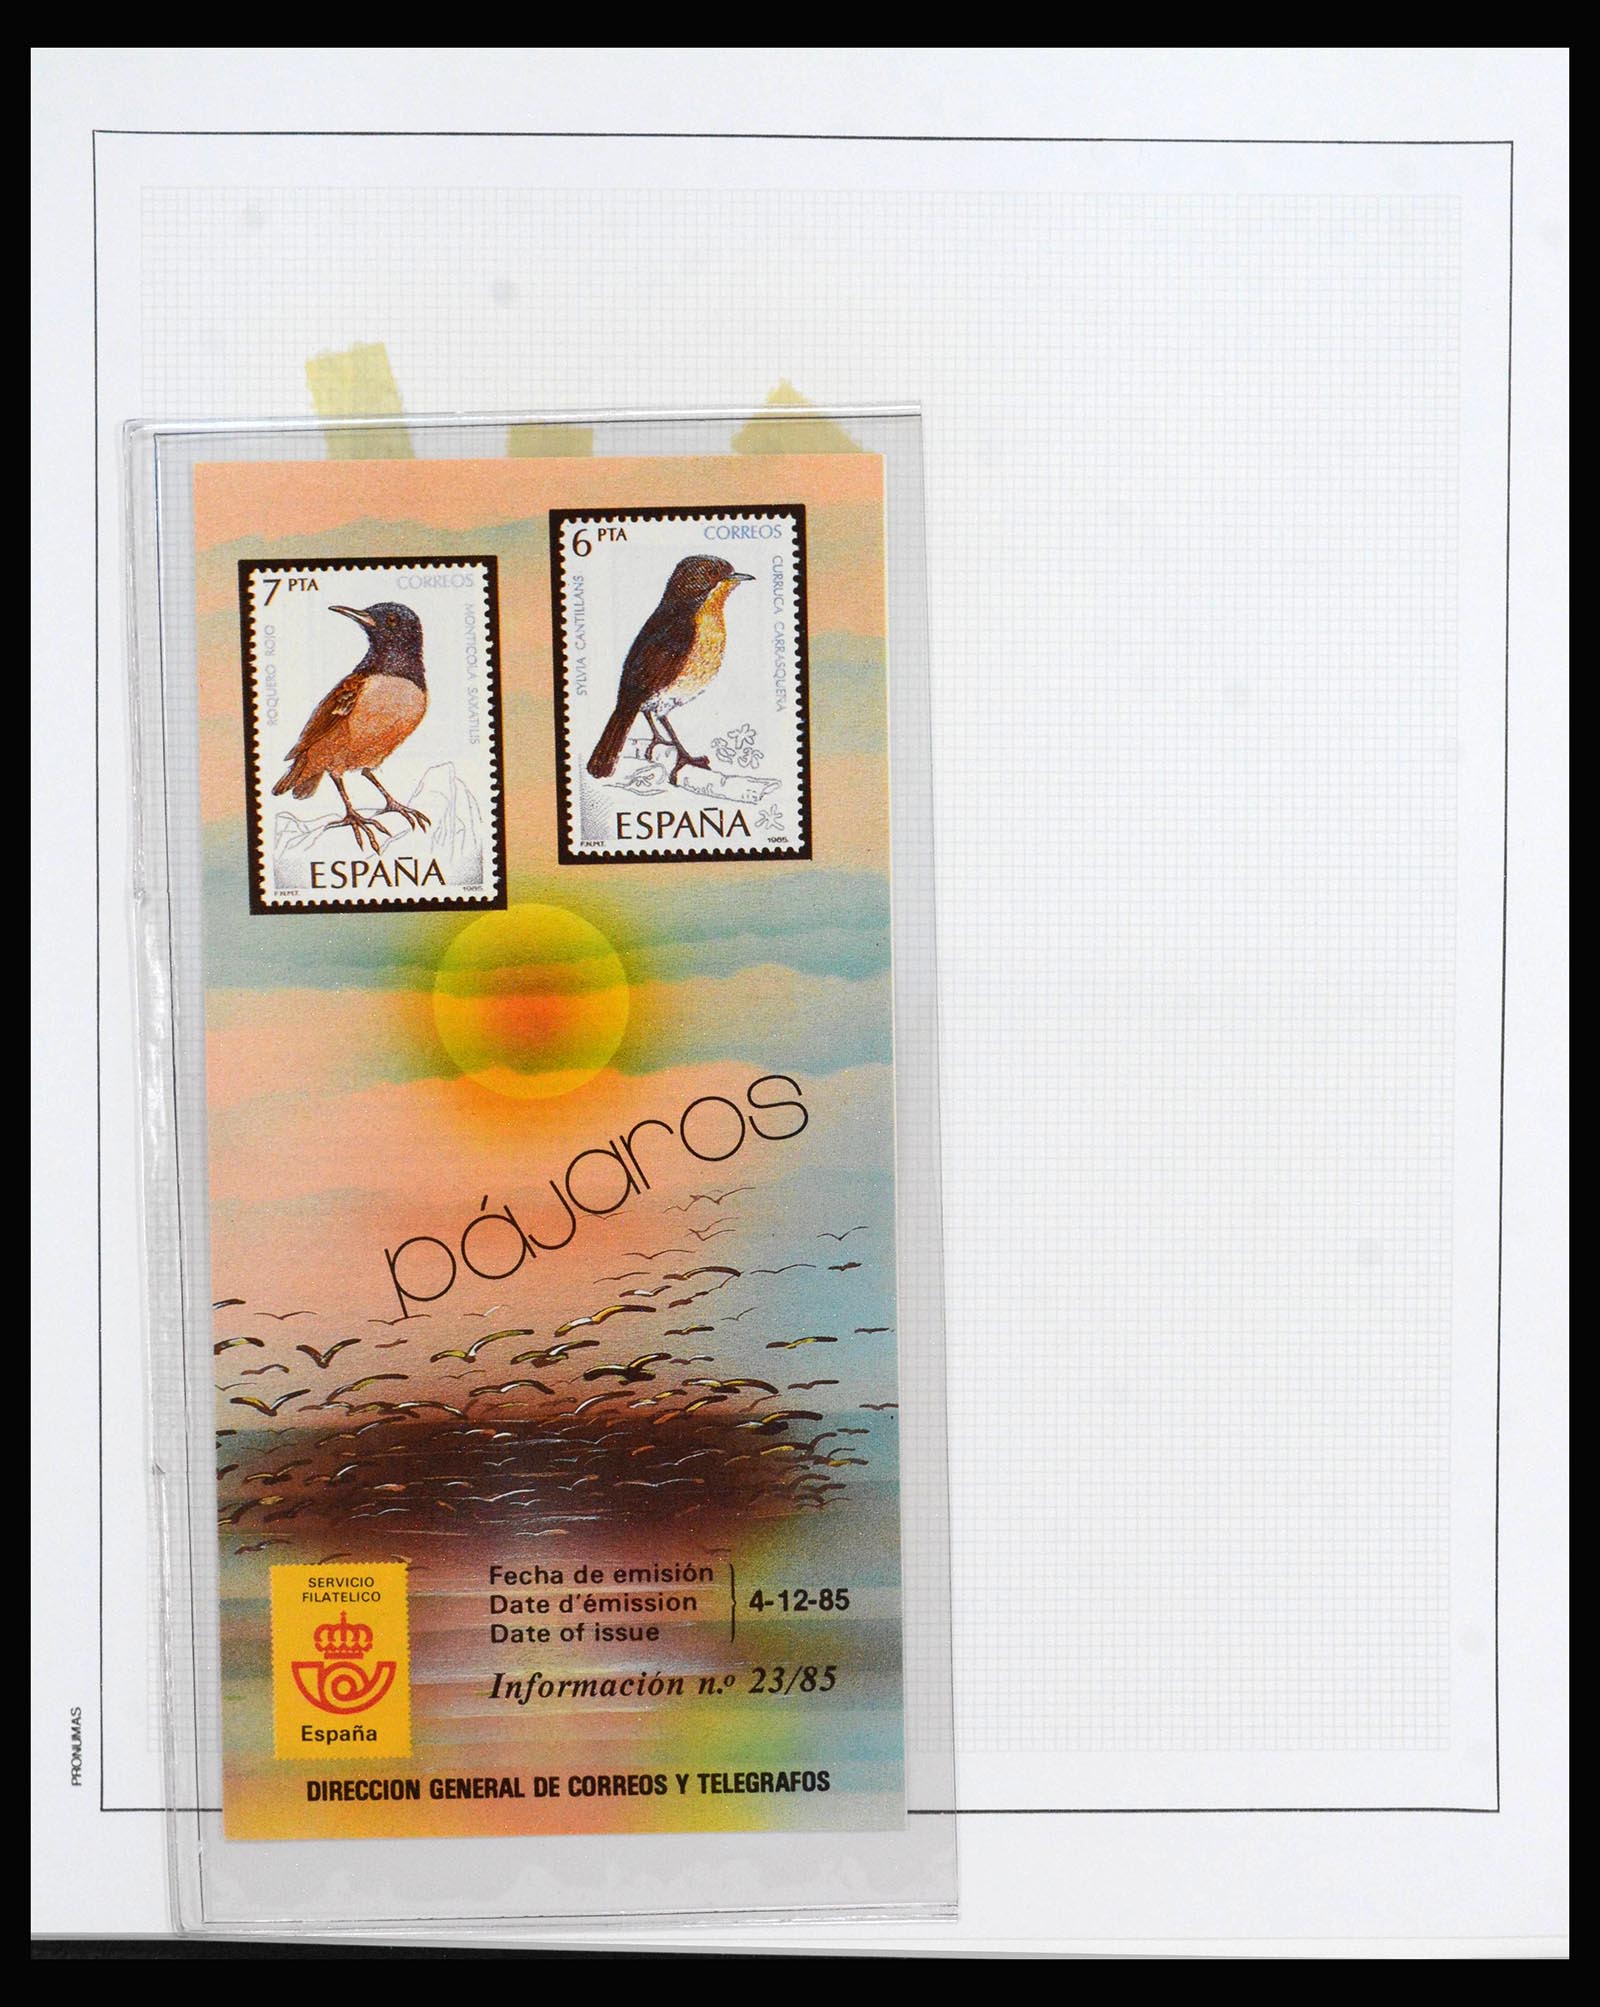 7 PTA
CORREOS
ROQUERO ROJO
MONTICOLA SAXATILIS
ESPAÑA
F.N.M.T.
1985.
6 PTA
CORREOS
SYLVIA CANTILLANS
CURRUCA CARRASQUEÑA
ESPAÑA
F.N.M.T.
1985.
pájaros
SERVICIO
FILATELICO
España
Fecha de emisión
Date d'émission
Date of issue
4-12-85
Información n.º 23/85
DIRECCION GENERAL DE CORREOS Y TELEGRAFOS
PRONUMAS